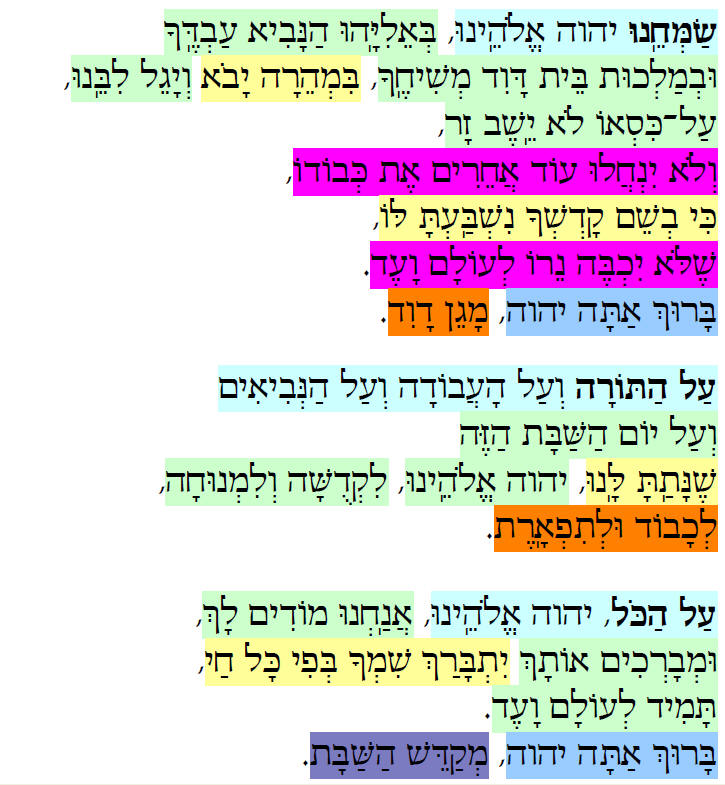 שַׂמְּחֵֽנוּ יהוה אֱלֹהֵֽינוּ, בְּאֵלִיָּֽהוּ הַנָּבִיא עַבְדֶּֽךָ
וּבְמַלְכוּת בֵּית דָּוִד מְשִׁיחֶֽךָ, בִּמְהֵרָה יָבֹא וְיָגֵל לִבֵּֽנוּ,
עַל־כִּסְאוֹ לֹא יֵֽשֶׁב זָר,
וְלֹא יִנְחֲלוּ עוֹד אֲחֵרִים אֶת כְּבוֹדוֹ,
כִּי בְשֵׁם קָדְשְׁךָ נִשְׁבַּֽעְתָּ לּוֹ,
שֶׁלֹּא יִכְבֶּה נֵרוֹ לְעוֹלָם וָעֶד.
בָּרוּךְ אַתָּה יהוה, מָגֵן דָּוִד.
עַל הַתּוֹרָה וְעַל הָעֲבוֹדָה וְעַל הַנְּבִיאִים
וְעַל יוֹם הַשַּׁבָּת הַזֶּה
שֶׁנָּתַֽתָּ לָּֽנוּ, יהוה אֱלֹהֵֽינוּ, לִקְדֻשָּׁה וְלִמְנוּחָה,
לְכָבוֹד וּלְתִפְאָֽרֶת.
עַל הַכֹּל, יהוה אֱלֹהֵֽינוּ, אֲנַֽחְנוּ מוֹדִים לָךְ,
וּמְבָרְכִים אוֹתָךְ יִתְבָּרַךְ שִׁמְךָ בְּפִי כָּל חַי,
תָּמִיד לְעוֹלָם וָעֶד.
בָּרוּךְ אַתָּה יהוה, מְקַדֵּשׁ הַשַּׁבָּת.